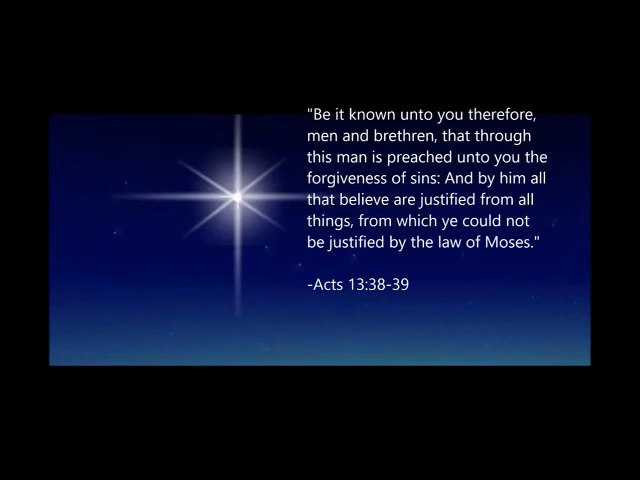 "Be it known unto you therefore,
men and brethren, that through
this man is preached unto you the
forgiveness of sins: And by him all
that believe are justified from all
things, from which ye could not
be justified by the law of Moses."
-Acts 13:38-39